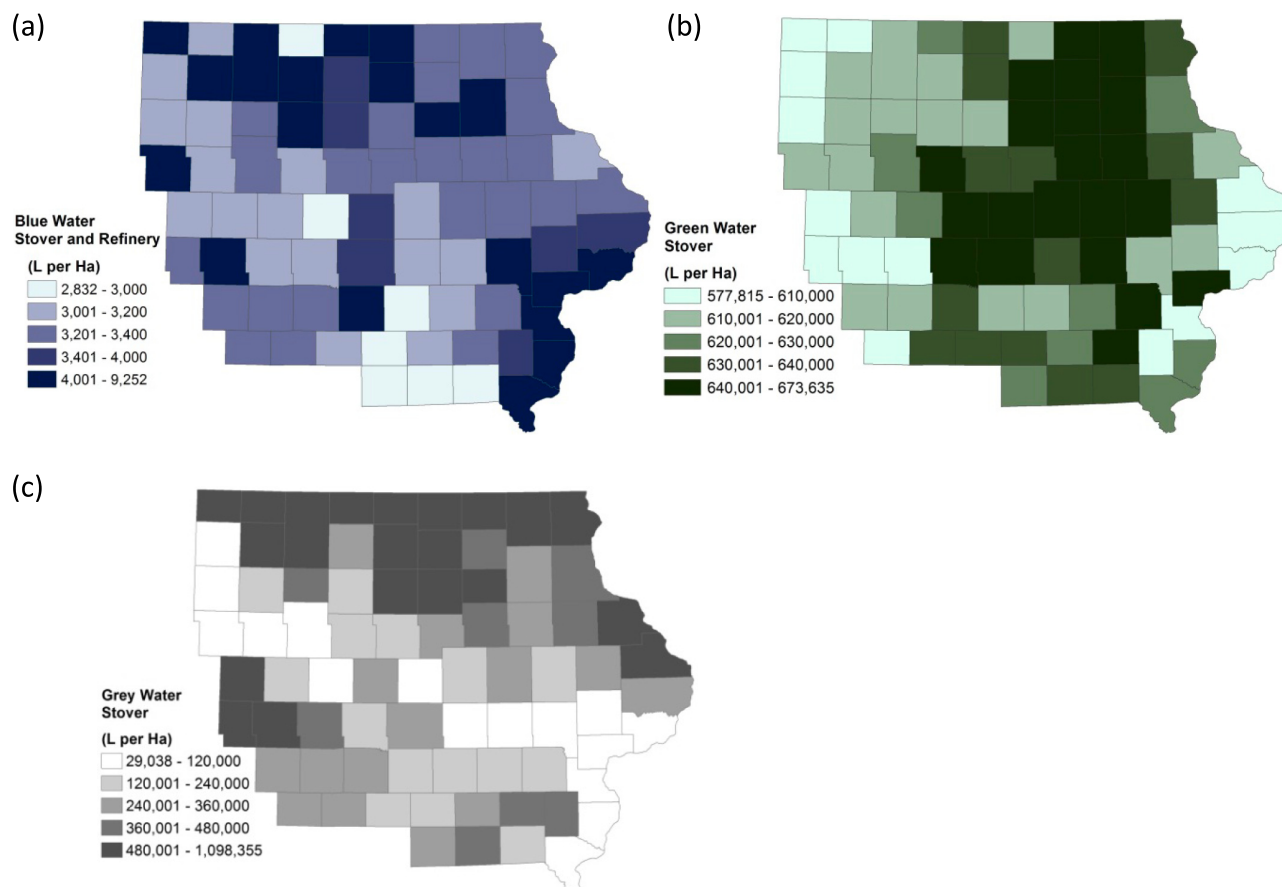 (a)
Blue Water
Stover and Refinery
(L per Ha)
2,832 - 3,000
3,001 - 3,200
3,201 - 3,400
3,401 - 4,000
4,001 - 9,252
(b)
Green Water
Stover
(L per Ha)
577,815 - 610,000
610,001 - 620,000
620,001 - 630,000
630,001 - 640,000
640,001 - 673,635
(c)
Grey Water
Stover
(L per Ha)
29,038 - 120,000
120,001 - 240,000
240,001 - 360,000
360,001 - 480,000
480,001 - 1,098,355